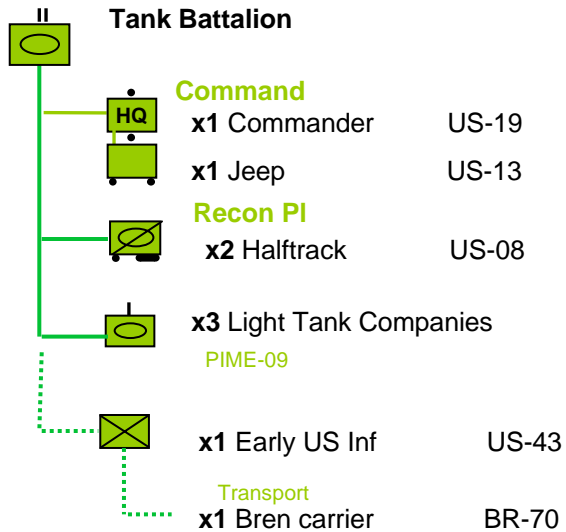 II
Tank Battalion
Command
HQ
x1 Commander US-19
x1 Jeep US-13
Recon Pl
x2 Halftrack US-08
I
x3 Light Tank Companies
PIME-09
x1 Early US Inf US-43
Transport
x1 Bren carrier BR-70